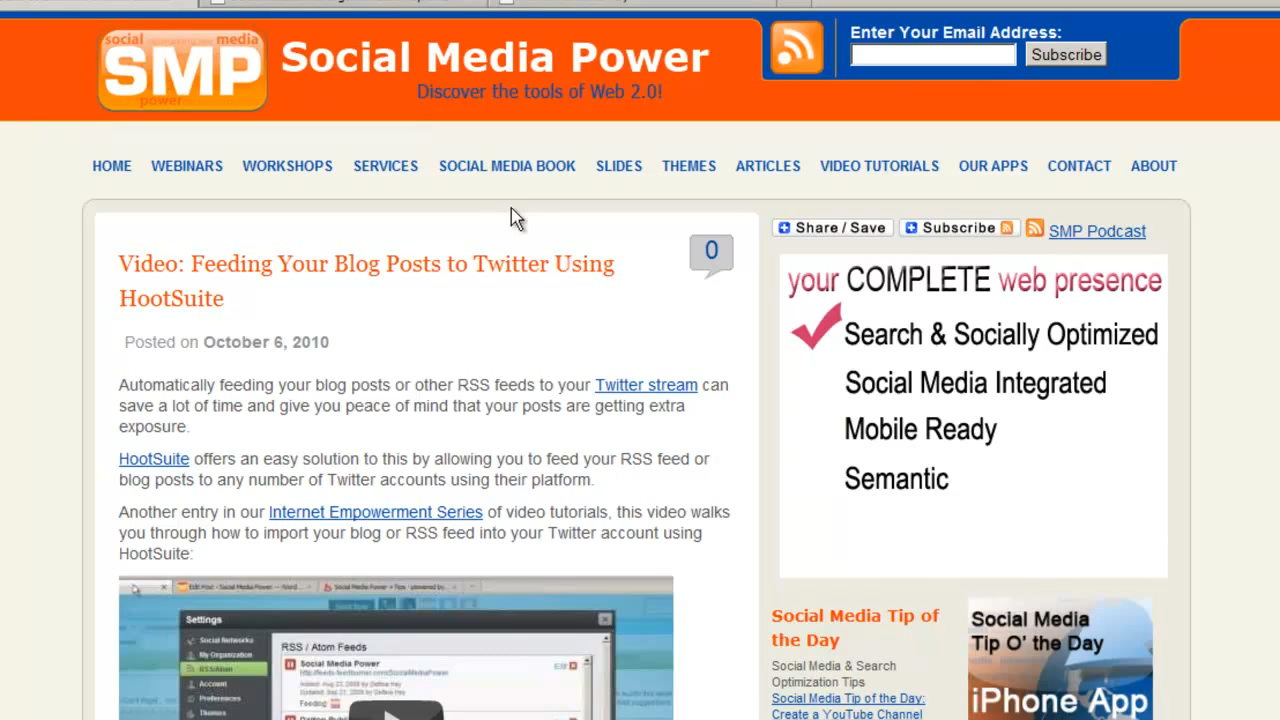 social media
SMP
power
Social Media Power
Discover the tools of Web 2.0!
Enter Your Email Address:
Subscribe
HOME WEBINARS WORKSHOPS SERVICES SOCIAL MEDIA BOOK SLIDES THEMES ARTICLES VIDEO TUTORIALS OUR APPS CONTACT ABOUT
Video: Feeding Your Blog Posts to Twitter Using
HootSuite
0
Posted on October 6, 2010
Automatically feeding your blog posts or other RSS feeds to your Twitter stream can
save a lot of time and give you peace of mind that your posts are getting extra
exposure.
HootSuite offers an easy solution to this by allowing you to feed your RSS feed or
blog posts to any number of Twitter accounts using their platform.
Another entry in our Internet Empowerment Series of video tutorials, this video walks
you through how to import your blog or RSS feed into your Twitter account using
HootSuite:
Settings
Social Networks
My Organization
RSS/Atom
Account
Preferences
Themes
RSS / Atom Feeds
Social Media Power
Edit
Feeding:
Share / Save Subscribe SMP Podcast
your COMPLETE web presence
Search & Socially Optimized
Social Media Integrated
Mobile Ready
Semantic
Social Media Tip of
the Day
Social Media & Search
Optimization Tips
Social Media Tip of the Day:
Create a YouTube Channel
Social Media
Tip O' the Day
iPhone App